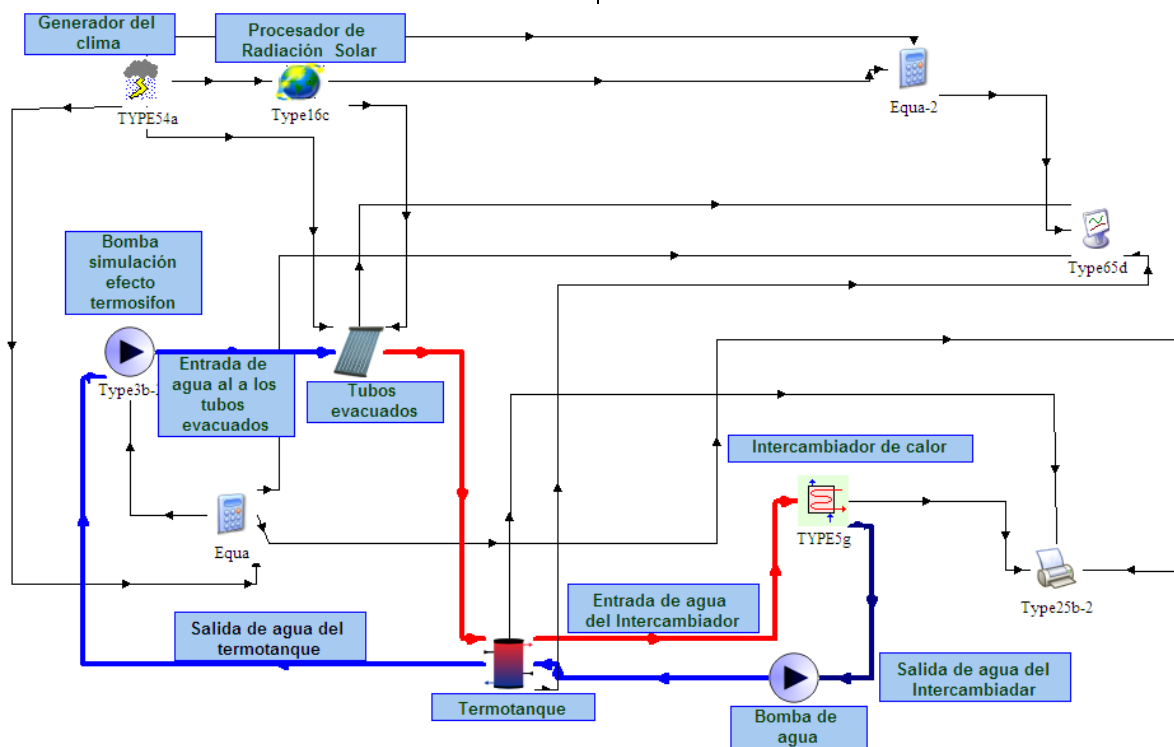 Generador del
clima
Procesador de
Radiación Solar
TYPE54a
Type16c
Equa-2
Bomba
simulación
efecto
termosifon
Type65d
Type3b-
Entrada de
agua al a los
tubos
evacuados
Tubos
evacuados
Intercambiador de calor
TYPE5g
Equa
Type25b-2
Entrada de agua
del Intercambiador
Salida de agua del
termotanque
Salida de agua del
Intercambiadar
Termotanque
Bomba de
agua